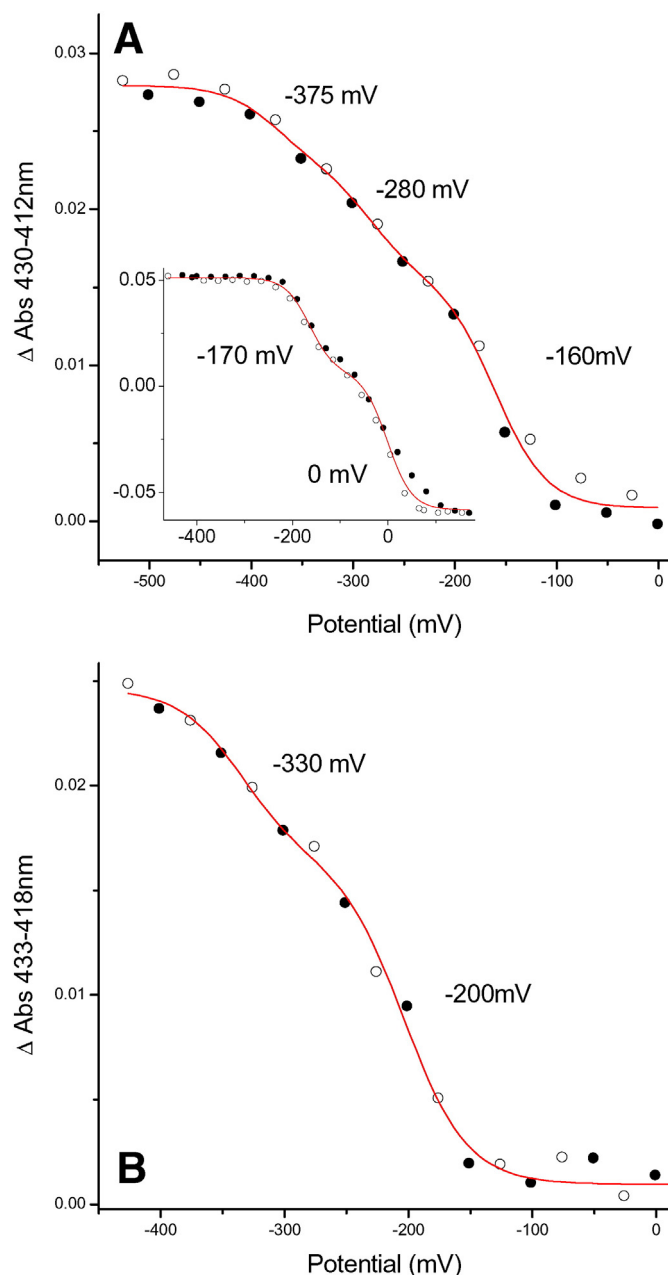 A
0.03
-375 mV
-280 mV
0.02
Δ Abs 430-412nm
0.05
-170 mV
-160mV
0.01
0.00
0 mV
-0.05
-400
-200
0
0.00
-500
-400
-300
-200
-100
0
Potential (mV)
-330 mV
0.02
Δ Abs 433-418nm
-200mV
0.01
B
0.00
-400
-300
-200
-100
0
Potential (mV)